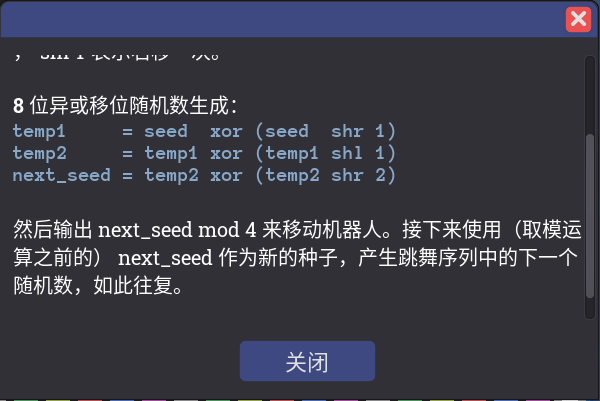 ， shr 1 表示右移一次。
8 位异或移位随机数生成：
temp1     = seed  xor (seed  shr 1)
temp2     = temp1 xor (temp1 shl 1)
next_seed = temp2 xor (temp2 shr 2)
然后输出 next_seed mod 4 来移动机器人。接下来使用（取模运
算之前的） next_seed 作为新的种子，产生跳舞序列中的下一个
随机数，如此往复。
关闭